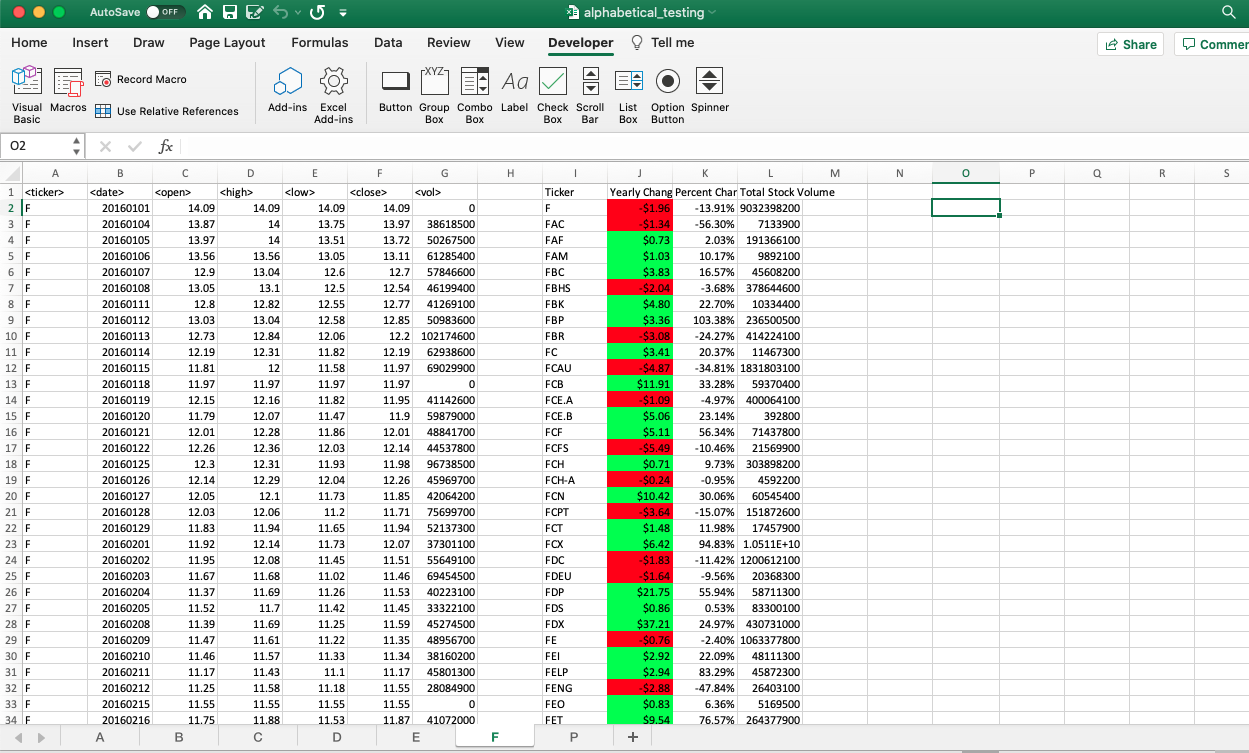 AutoSave OFF alphabetical_testing
Home Insert Draw Page Layout Formulas Data Review View Developer Tell me Share Commen
Visual Basic Macros Record Macro Use Relative References Add-ins Excel Add-ins Button Group Box Combo Box Label Check Box Scroll Bar List Box Option Button Spinner
XYZ Aa
O2 fx
A B C D E F G H I J K L M N O P Q R S
1 <ticker> <date> <open> <high> <low> <close> <vol> Ticker Yearly Chang Percent Char Total Stock Volume
2 F 20160101 14.09 14.09 14.09 14.09 0 F -$1.96 -13.91% 9032398200
3 F 20160104 13.87 14 13.75 13.97 38618500 FAC -$1.34 -56.30% 7133900
4 F 20160105 13.97 14 13.51 13.72 50267500 FAF $0.73 2.03% 191366100
5 F 20160106 13.56 13.56 13.05 13.11 61285400 FAM $1.03 10.17% 9892100
6 F 20160107 12.9 13.04 12.6 12.7 57846600 FBC $3.83 16.57% 45608200
7 F 20160108 13.05 13.1 12.5 12.54 46199400 FBHS -$2.04 -3.68% 378644600
8 F 20160111 12.8 12.82 12.55 12.77 41269100 FBK $4.80 22.70% 10334400
9 F 20160112 13.03 13.04 12.58 12.85 50983600 FBP $3.36 103.38% 236500500
10 F 20160113 12.73 12.84 12.06 12.2 102174600 FBR -$3.08 -24.27% 414224100
11 F 20160114 12.19 12.31 11.82 12.19 62938600 FC $3.41 20.37% 11467300
12 F 20160115 11.81 12 11.58 11.97 69029900 FCAU -$4.87 -34.81% 1831803100
13 F 20160118 11.97 11.97 11.97 11.97 0 FCB $11.91 33.28% 59370400
14 F 20160119 12.15 12.16 11.82 11.95 41142600 FCE.A -$1.09 -4.97% 400064100
15 F 20160120 11.79 12.07 11.47 11.9 59879000 FCE.B $5.06 23.14% 392800
16 F 20160121 12.01 12.28 11.86 12.01 48841700 FCF $5.11 56.34% 71437800
17 F 20160122 12.26 12.36 12.03 12.14 44537800 FCFS -$5.49 -10.46% 21569900
18 F 20160125 12.3 12.31 11.93 11.98 96738500 FCH $0.71 9.73% 303898200
19 F 20160126 12.14 12.29 12.04 12.26 45969700 FCH-A -$0.24 -0.95% 4592200
20 F 20160127 12.05 12.1 11.73 11.85 42064200 FCN $10.42 30.06% 60545400
21 F 20160128 12.03 12.06 11.2 11.71 75699700 FCPT -$3.64 -15.07% 151872600
22 F 20160129 11.83 11.94 11.65 11.94 52137300 FCT $1.48 11.98% 17457900
23 F 20160201 11.92 12.14 11.73 12.07 37301100 FCX $6.42 94.83% 1.0511E+10
24 F 20160202 11.95 12.08 11.45 11.51 55649100 FDC -$1.83 -11.42% 1200612100
25 F 20160203 11.67 11.68 11.02 11.46 69454500 FDEU -$1.64 -9.56% 20368300
26 F 20160204 11.37 11.69 11.26 11.53 40223100 FDP $21.75 55.94% 58711300
27 F 20160205 11.52 11.7 11.42 11.45 33322100 FDS $0.86 0.53% 83300100
28 F 20160208 11.39 11.69 11.25 11.59 45274500 FDX $37.21 24.97% 430731000
29 F 20160209 11.47 11.61 11.22 11.35 48956700 FE -$0.76 -2.40% 1063377800
30 F 20160210 11.46 11.57 11.33 11.34 38160200 FEI $2.92 22.09% 48111300
31 F 20160211 11.17 11.43 11.1 11.17 45801300 FELP $2.94 83.29% 45872300
32 F 20160212 11.25 11.58 11.18 11.55 28084900 FENG -$2.88 -47.84% 26403100
33 F 20160215 11.55 11.55 11.55 11.55 0 FEO $0.83 6.36% 5169500
34 F 20160216 11.75 11.88 11.53 11.87 41072000 FET $9.54 76.57% 264377900
A B C D E F P +